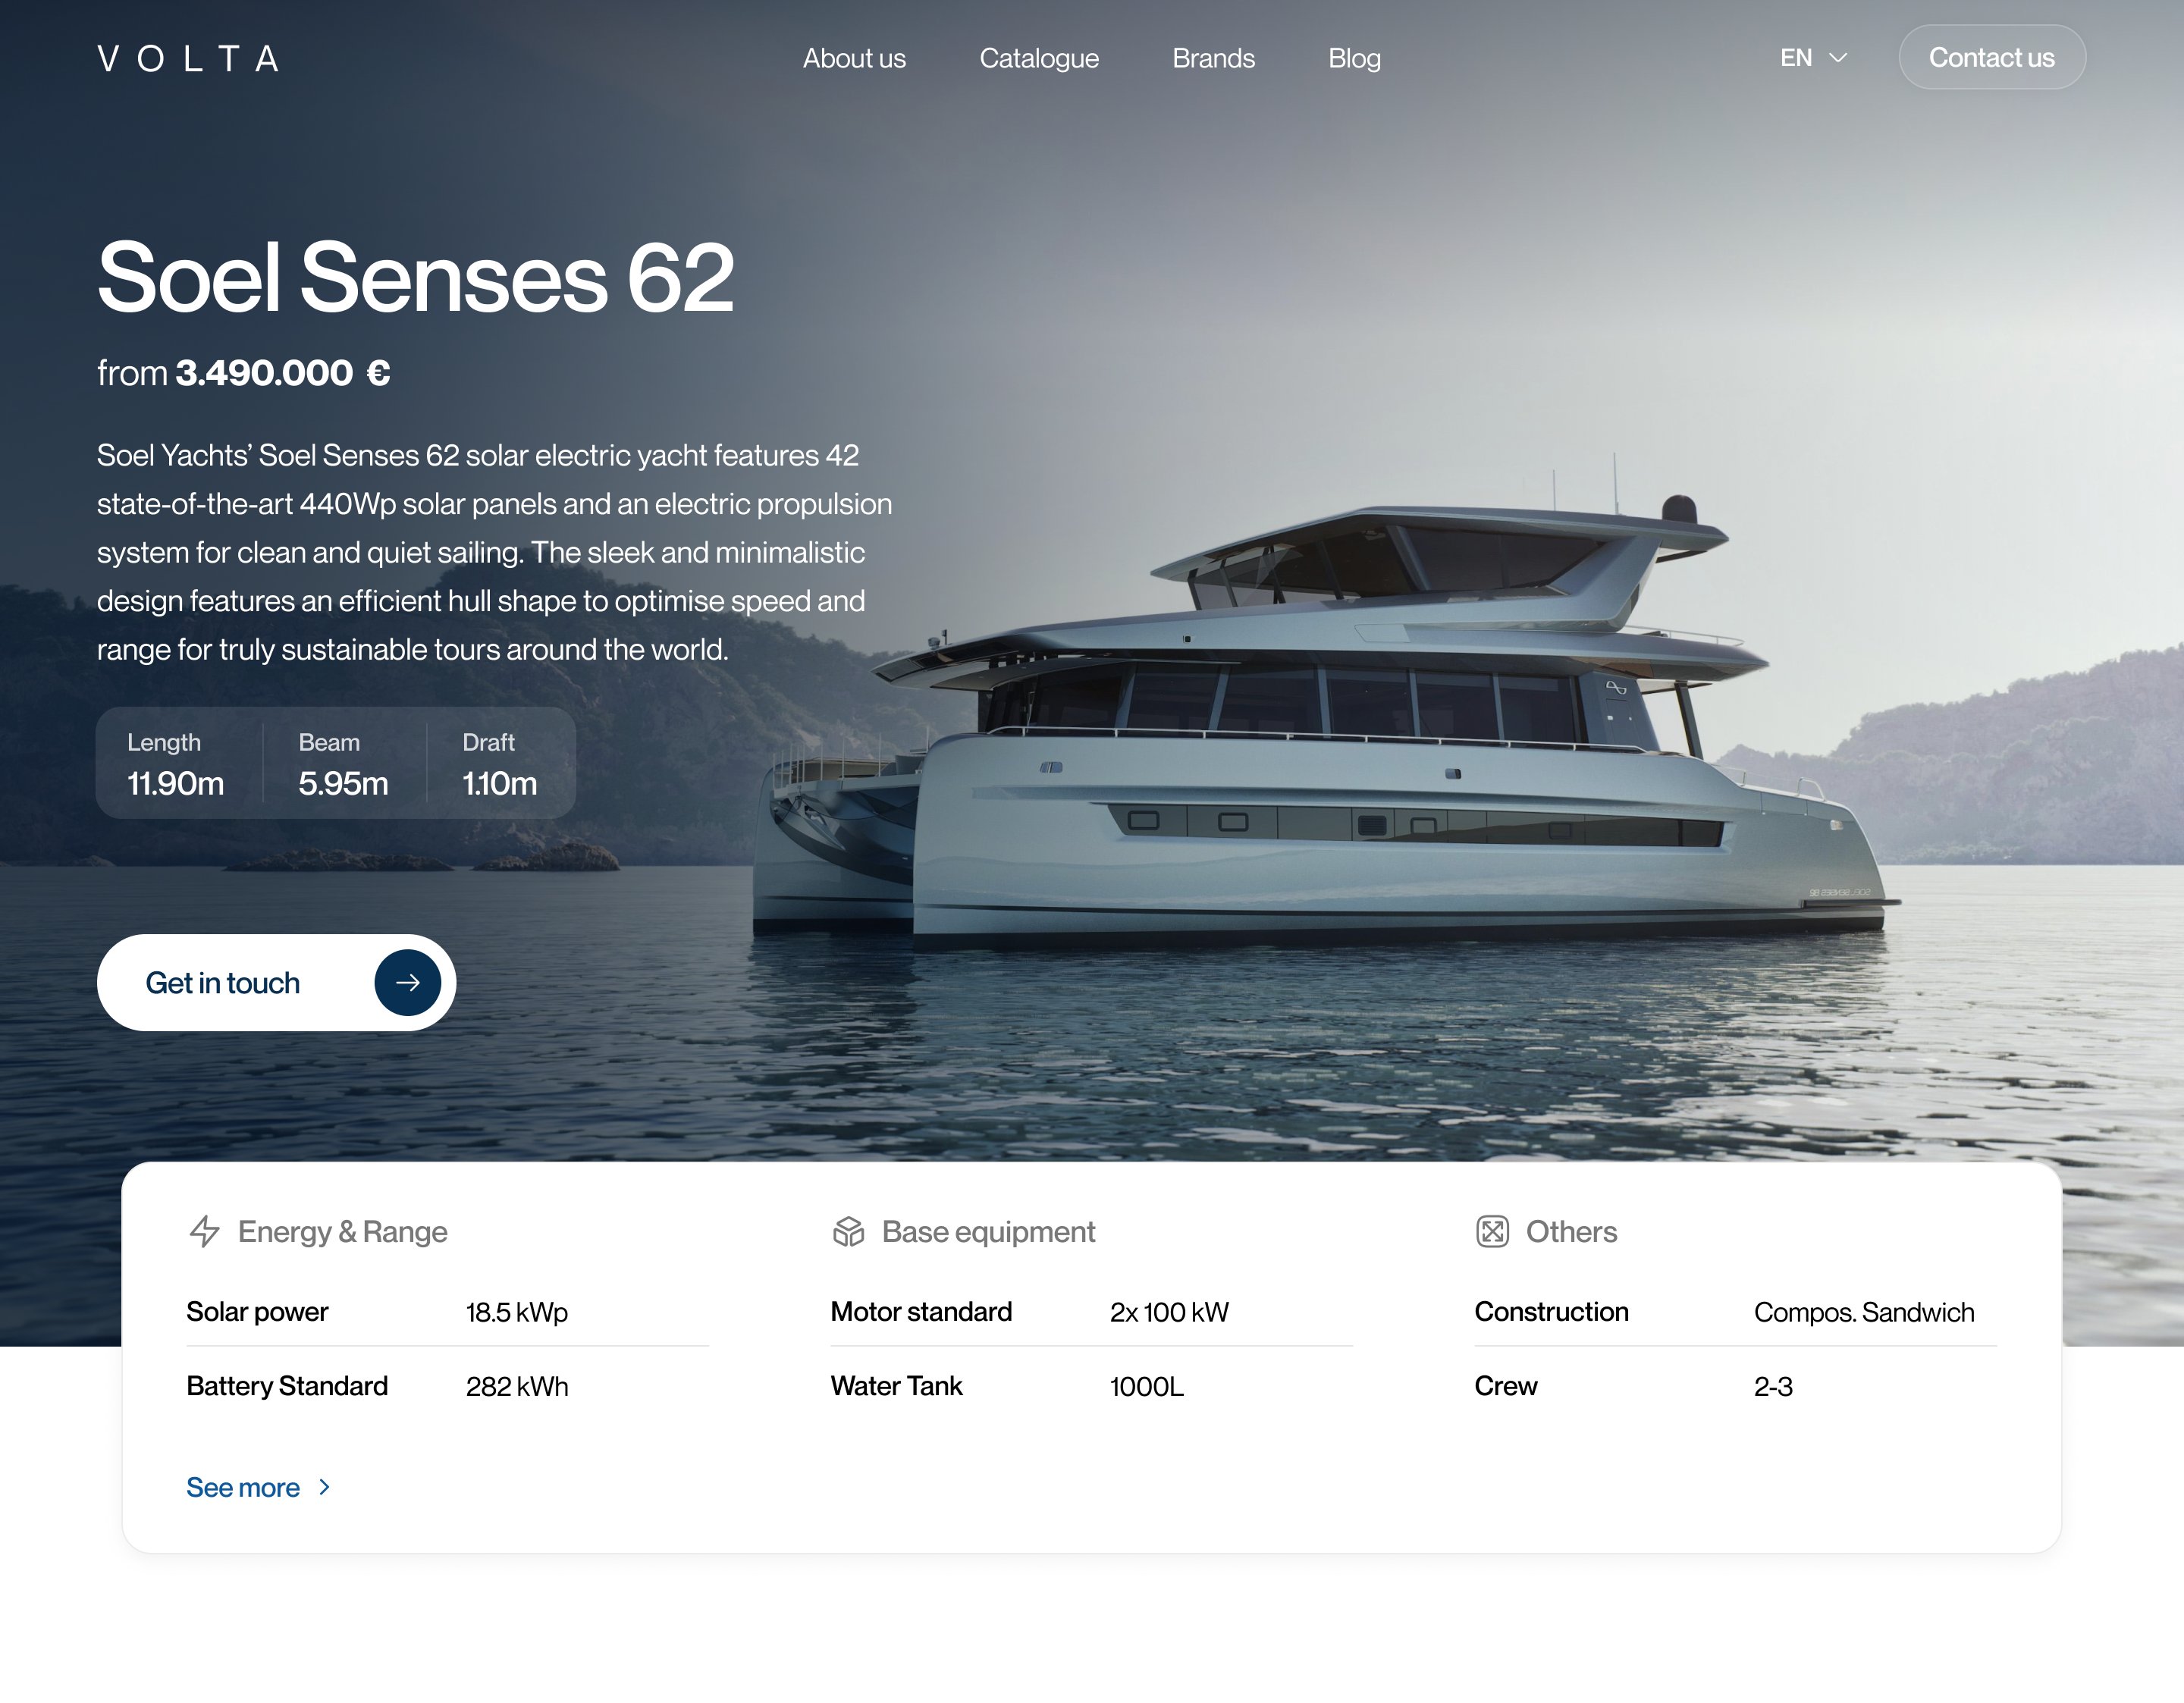 VOLTA
About us
Catalogue
Brands
Blog
EN
Contact us
Soel Senses 62
from 3.490.000 €
Soel Yachts’ Soel Senses 62 solar electric yacht features 42
state-of-the-art 440Wp solar panels and an electric propulsion
system for clean and quiet sailing. The sleek and minimalistic
design features an efficient hull shape to optimise speed and
range for truly sustainable tours around the world.
Length
11.90m
Beam
5.95m
Draft
1.10m
Get in touch
Energy & Range
Solar power 18.5 kWp
Battery Standard 282 kWh
See more
Base equipment
Motor standard 2x 100 kW
Water Tank 1000L
Others
Construction Compos. Sandwich
Crew 2-3